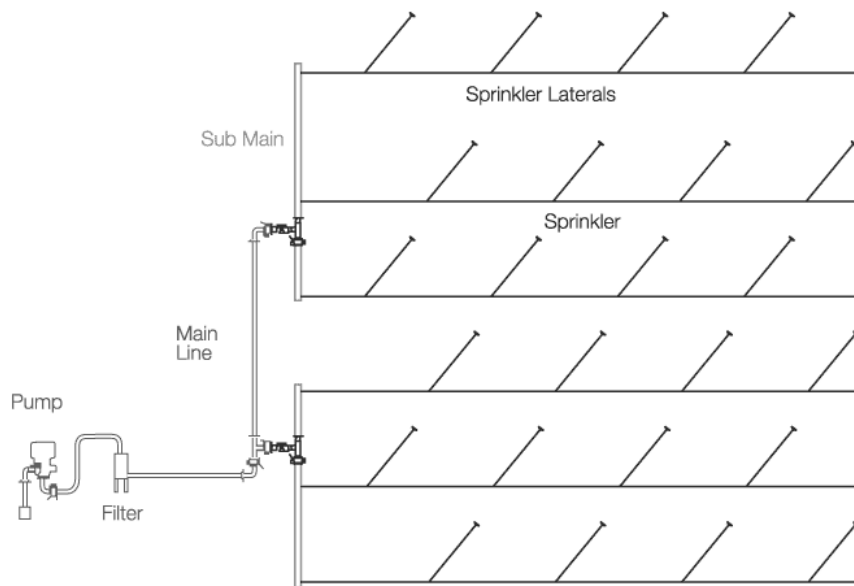 Sprinkler Laterals
Sub Main
Sprinkler
Main
Line
Pump
Filter